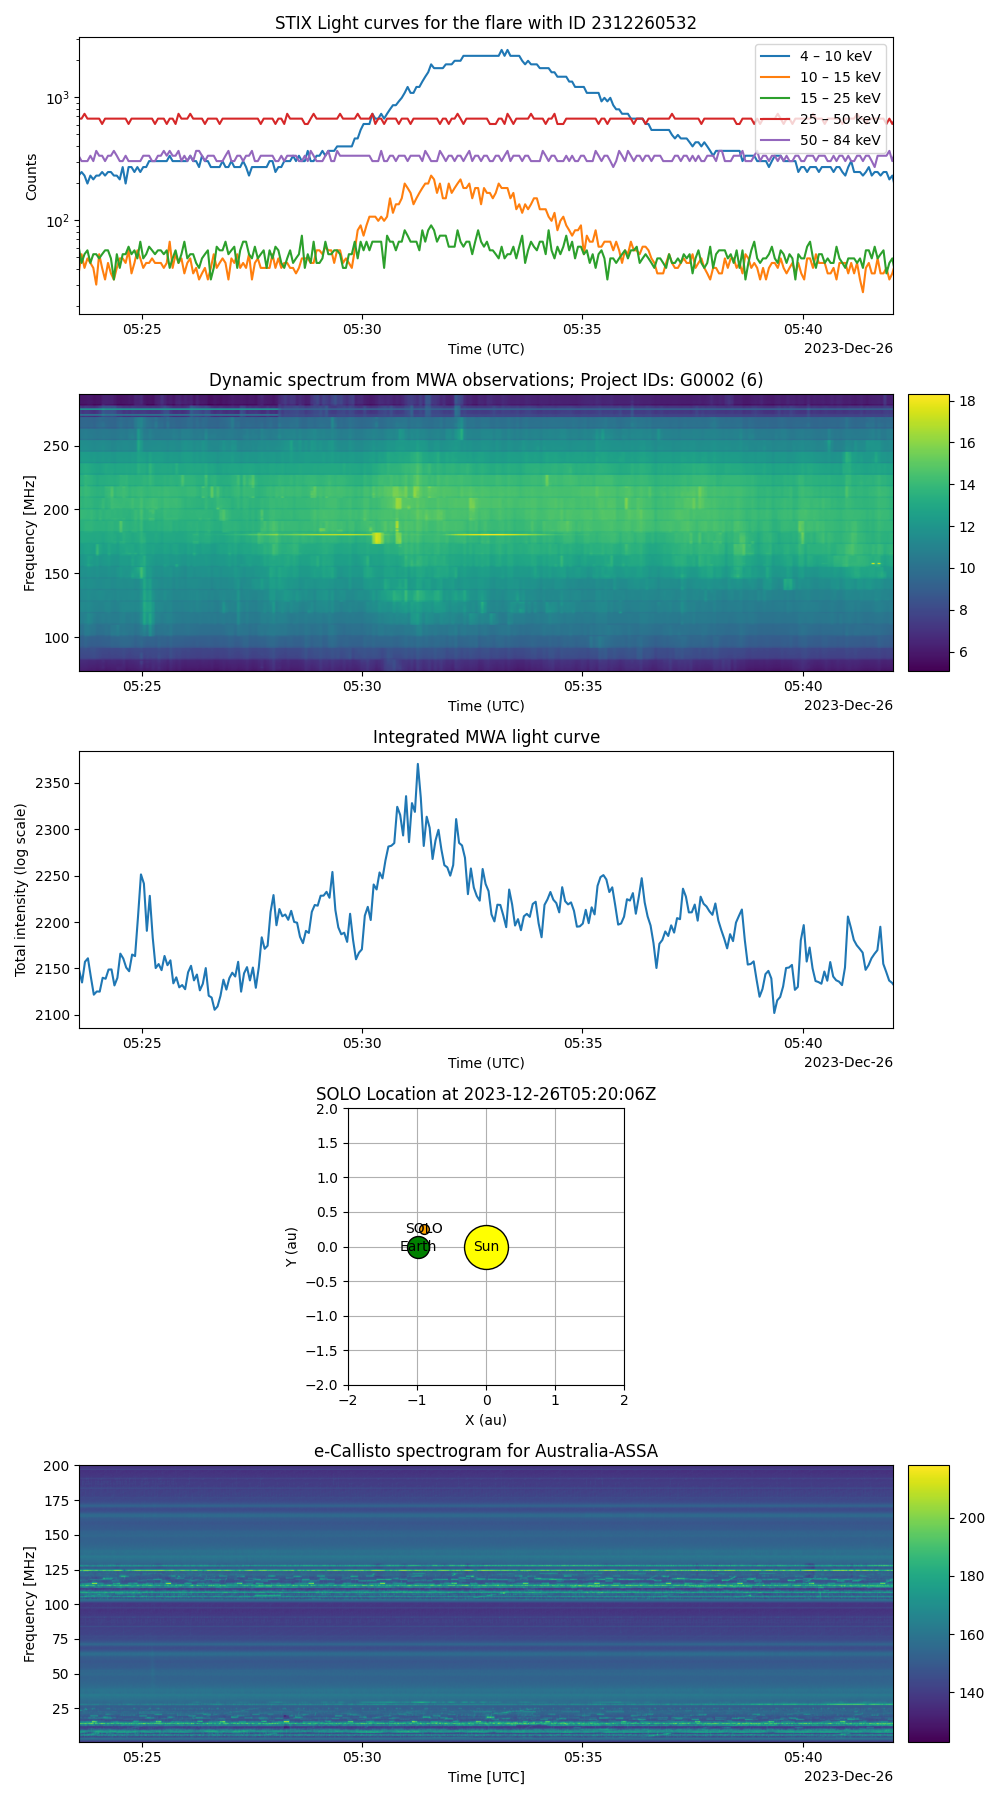 STIX Light curves for the flare with ID 2312260532
4 – 10 keV
10 – 15 keV
15 – 25 keV
25 – 50 keV
50 – 84 keV
10^3
10^2
Counts
05:25 05:30 05:35 05:40
Time (UTC)
2023-Dec-26
Dynamic spectrum from MWA observations; Project IDs: G0002 (6)
250
200
150
100
Frequency [MHz]
18
16
14
12
10
8
6
05:25 05:30 05:35 05:40
Time (UTC)
2023-Dec-26
Integrated MWA light curve
2350
2300
2250
2200
2150
2100
Total intensity (log scale)
05:25 05:30 05:35 05:40
Time (UTC)
2023-Dec-26
SOLO Location at 2023-12-26T05:20:06Z
2.0
1.5
1.0
0.5
0.0
−0.5
−1.0
−1.5
−2.0
Y (au)
SOLO
Earth
Sun
−2 −1 0 1 2
X (au)
e-Callisto spectrogram for Australia-ASSA
200
175
150
125
100
75
50
25
Frequency [MHz]
200
180
160
140
05:25 05:30 05:35 05:40
Time [UTC]
2023-Dec-26